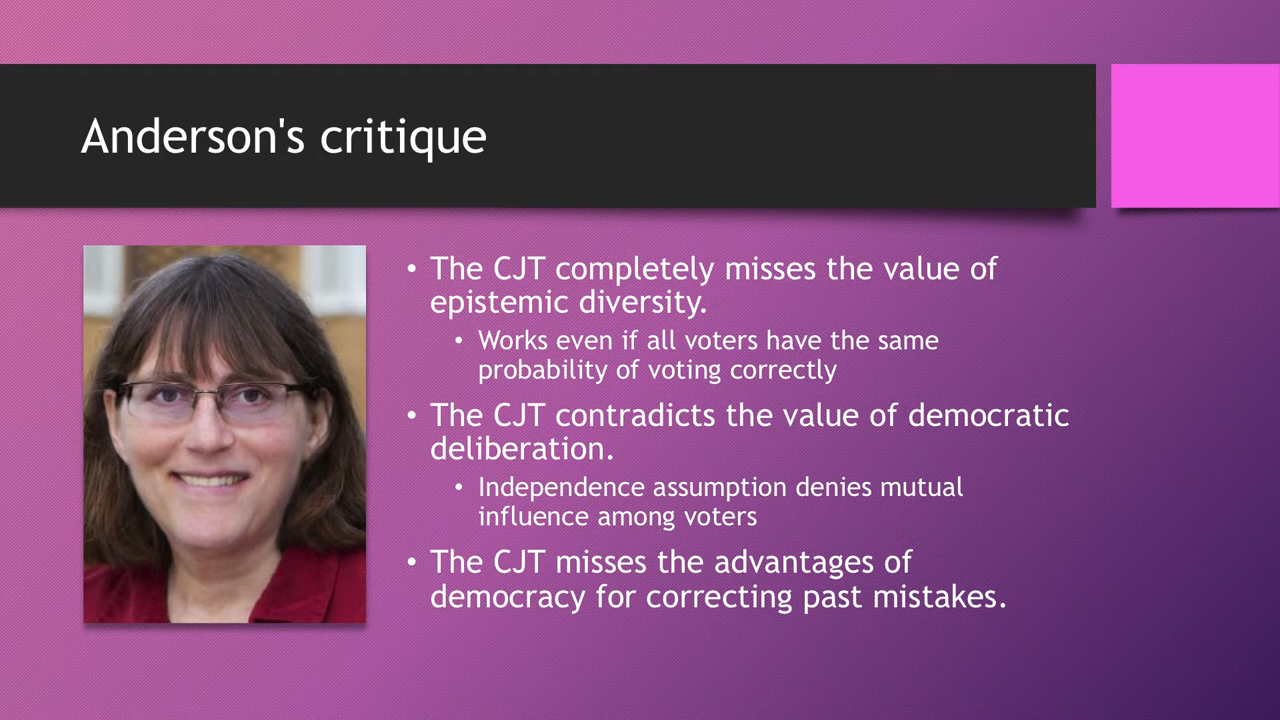 Anderson's critique
• The CJT completely misses the value of
epistemic diversity.
• Works even if all voters have the same
probability of voting correctly
• The CJT contradicts the value of democratic
deliberation.
• Independence assumption denies mutual
influence among voters
• The CJT misses the advantages of
democracy for correcting past mistakes.